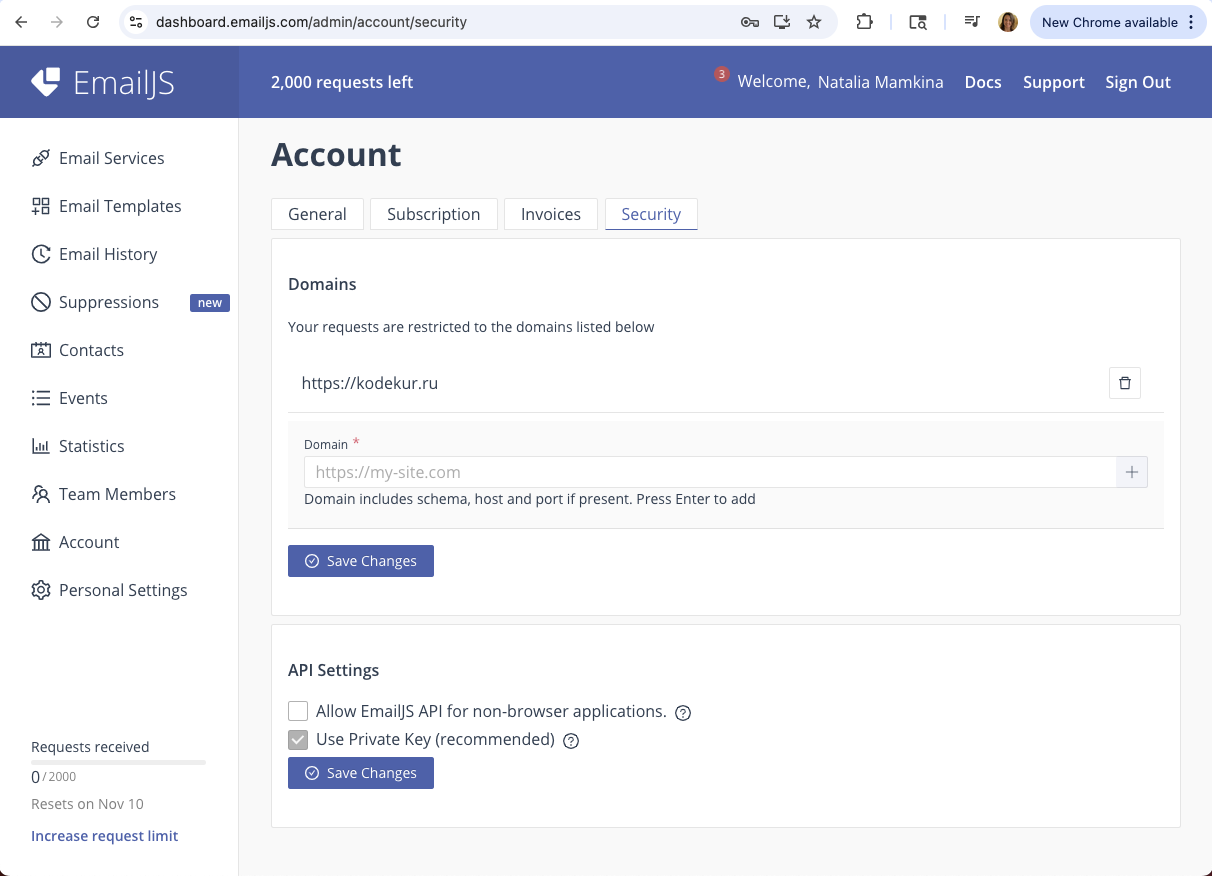 dashboard.emailjs.com/admin/account/security
New Chrome available
EmailJS
2,000 requests left
3
Welcome, Natalia Mamkina
Docs
Support
Sign Out
Email Services
Email Templates
Email History
Suppressions new
Contacts
Events
Statistics
Team Members
Account
Personal Settings
Requests received
0/2000
Resets on Nov 10
Increase request limit
Account
General
Subscription
Invoices
Security
Domains
Your requests are restricted to the domains listed below
https://kodekur.ru
Domain *
https://my-site.com
Domain includes schema, host and port if present. Press Enter to add
Save Changes
API Settings
Allow EmailJS API for non-browser applications.
Use Private Key (recommended)
Save Changes